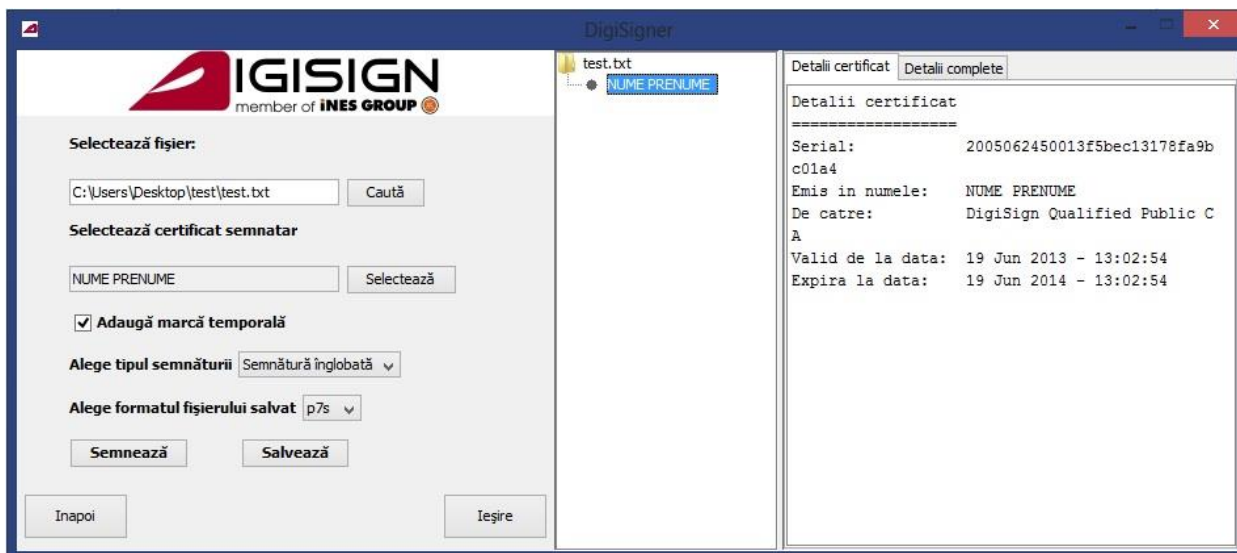 DigiSigner
IGISIGN
member of iNES GROUP
Selectează fişier:
C:\Users\Desktop\test\test.txt
Caută
Selectează certificat semnatar
NUME PRENUME
Selectează
Adaugă marcă temporală
Alege tipul semnăturii Semnătură înglobată
Alege formatul fişierului salvat p7s
Semnează
Salvează
Inapoi
Ieşire
test.txt
NUME PRENUME
Detalii certificat
Detalii complete
Detalii certificat
==================
Serial: 2005062450013f5bec13178fa9b
c01a4
Emis in numele: NUME PRENUME
De catre: DigiSign Qualified Public C
A
Valid de la data: 19 Jun 2013 - 13:02:54
Expira la data: 19 Jun 2014 - 13:02:54